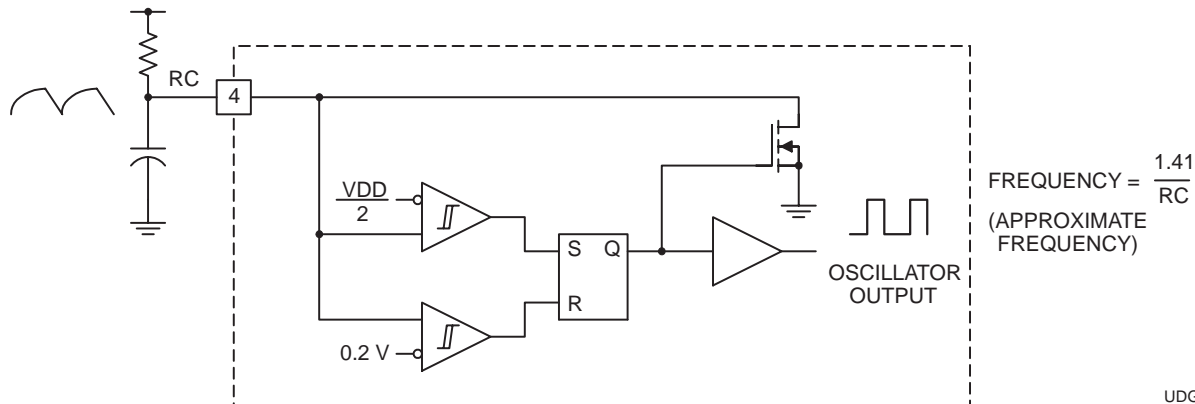 RC
4
VDD
2
0.2 V
S Q
R
OSCILLATOR
OUTPUT
FREQUENCY = 1.41
RC
(APPROXIMATE
FREQUENCY)
UDG